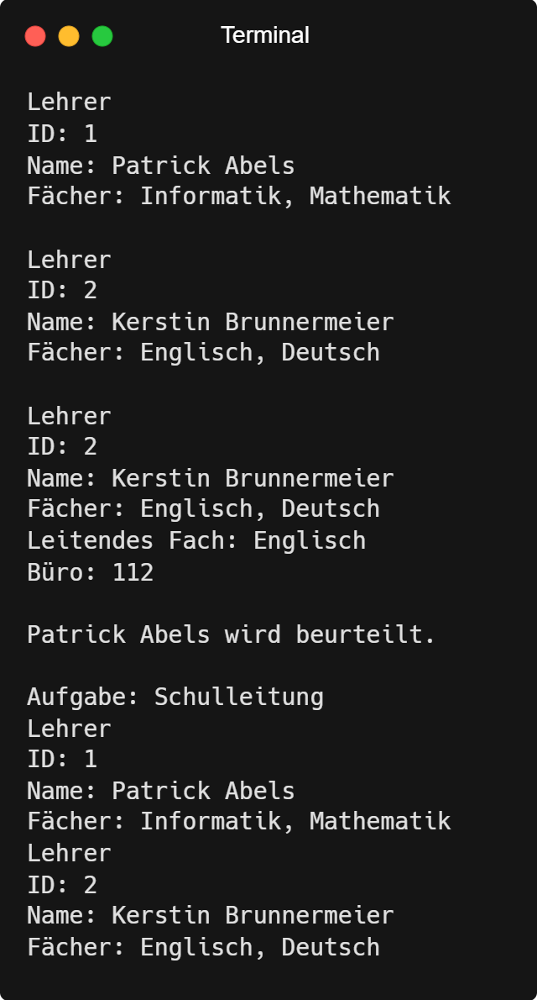 Terminal
Lehrer
ID: 1
Name: Patrick Abels
Fächer: Informatik, Mathematik
Lehrer
ID: 2
Name: Kerstin Brunnermeier
Fächer: Englisch, Deutsch
Lehrer
ID: 2
Name: Kerstin Brunnermeier
Fächer: Englisch, Deutsch
Leitendes Fach: Englisch
Büro: 112
Patrick Abels wird beurteilt.
Aufgabe: Schulleitung
Lehrer
ID: 1
Name: Patrick Abels
Fächer: Informatik, Mathematik
Lehrer
ID: 2
Name: Kerstin Brunnermeier
Fächer: Englisch, Deutsch